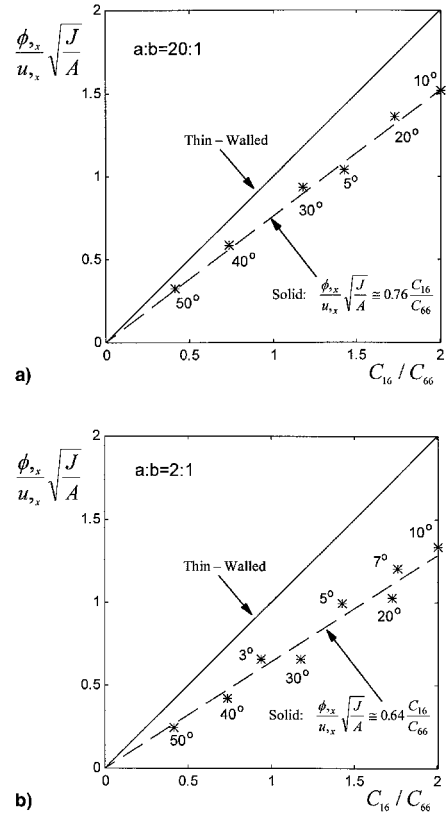 2
φ,ₓ / u,ₓ √(J/A)
a:b=20:1
10°
1.5
20°
Thin – Walled
5°
1
30°
40°
0.5
50°
Solid: φ,ₓ / u,ₓ √(J/A) ≅ 0.76 C₁₆ / C₆₆
0
0 0.5 1 1.5 2
a)
C₁₆ / C₆₆
2
φ,ₓ / u,ₓ √(J/A)
a:b=2:1
1.5
10°
7°
Thin – Walled
5°
1
20°
3°
30°
0.5
40°
Solid: φ,ₓ / u,ₓ √(J/A) ≅ 0.64 C₁₆ / C₆₆
50°
0
0 0.5 1 1.5 2
b)
C₁₆ / C₆₆